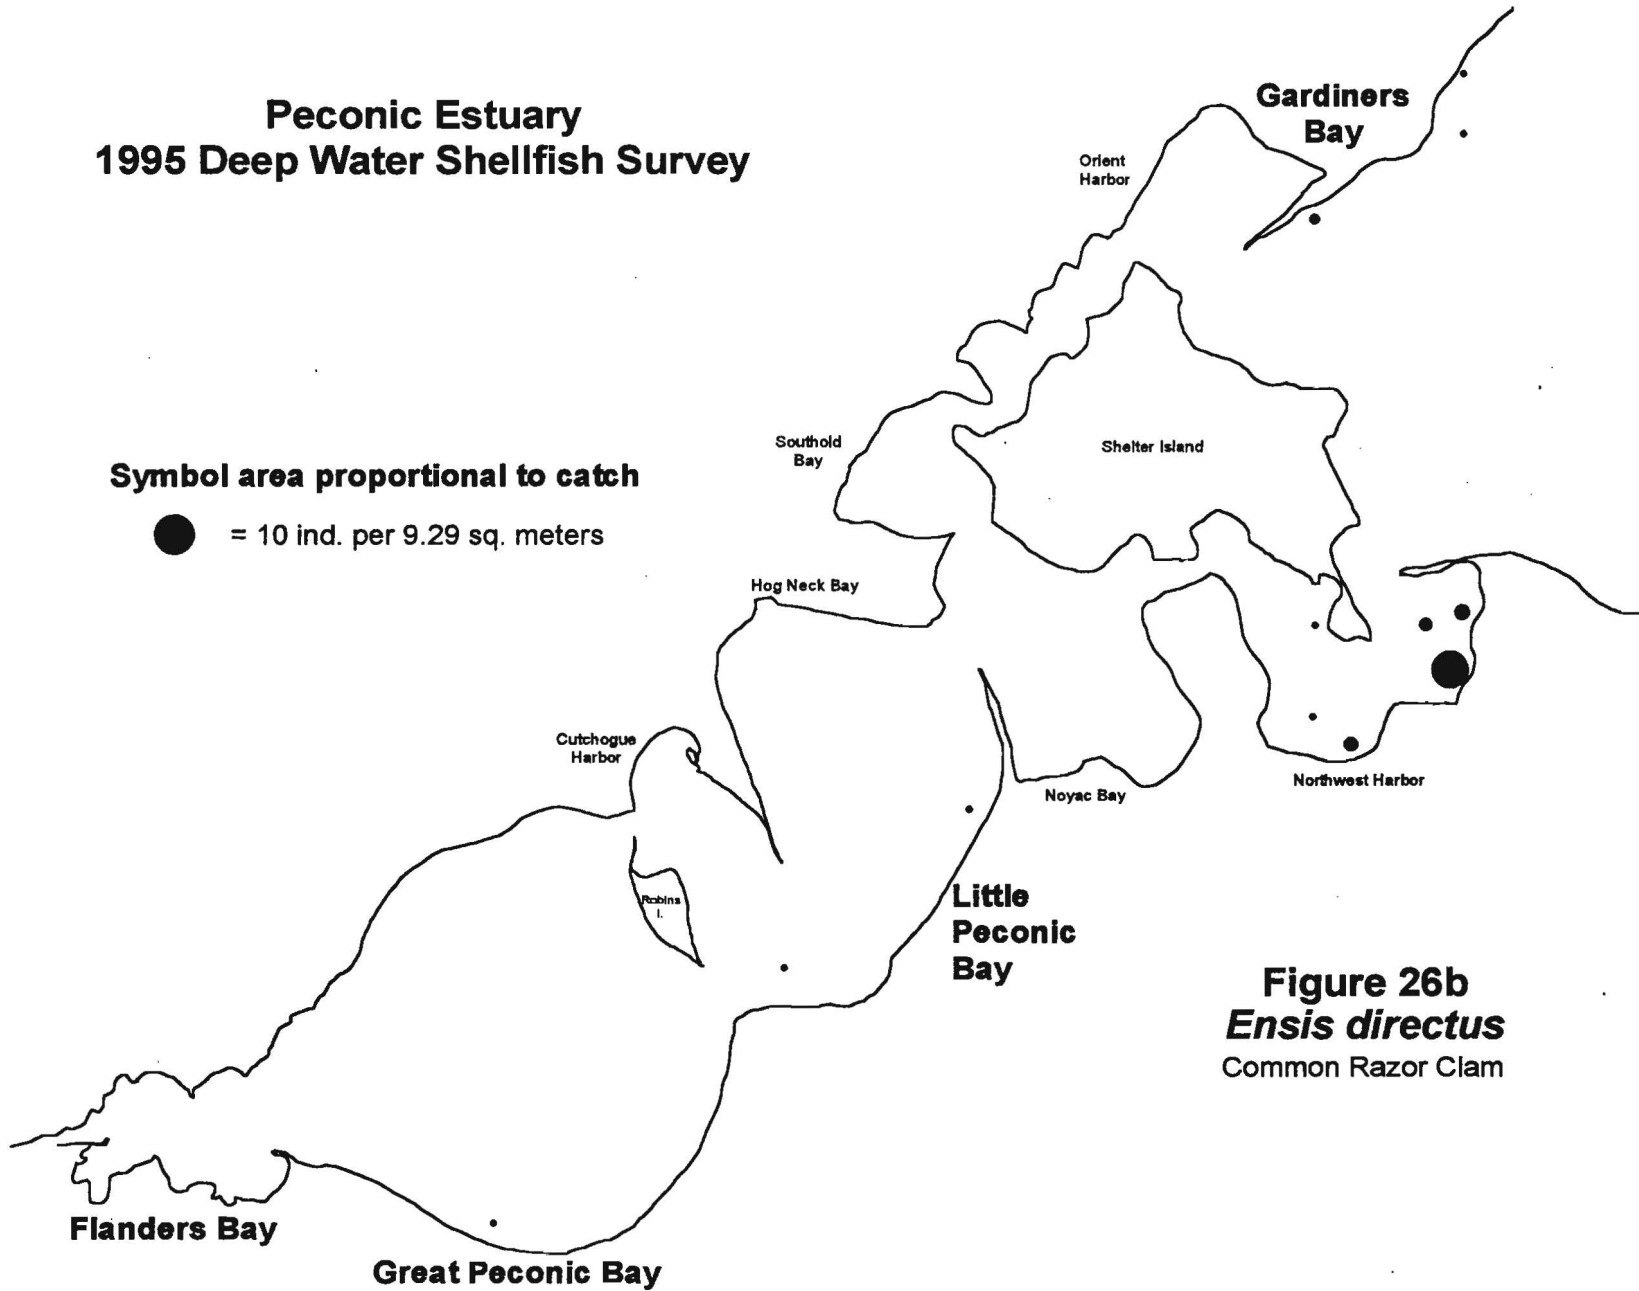 Peconic Estuary
1995 Deep Water Shellfish Survey
Gardiners
Bay
Orient
Harbor
Southold
Bay
Shelter Island
Symbol area proportional to catch
= 10 ind. per 9.29 sq. meters
Hog Neck Bay
Cutchogue
Harbor
Noyac Bay
Northwest Harbor
Robins
I.
Little
Peconic
Bay
Figure 26b
Ensis directus
Common Razor Clam
Flanders Bay
Great Peconic Bay